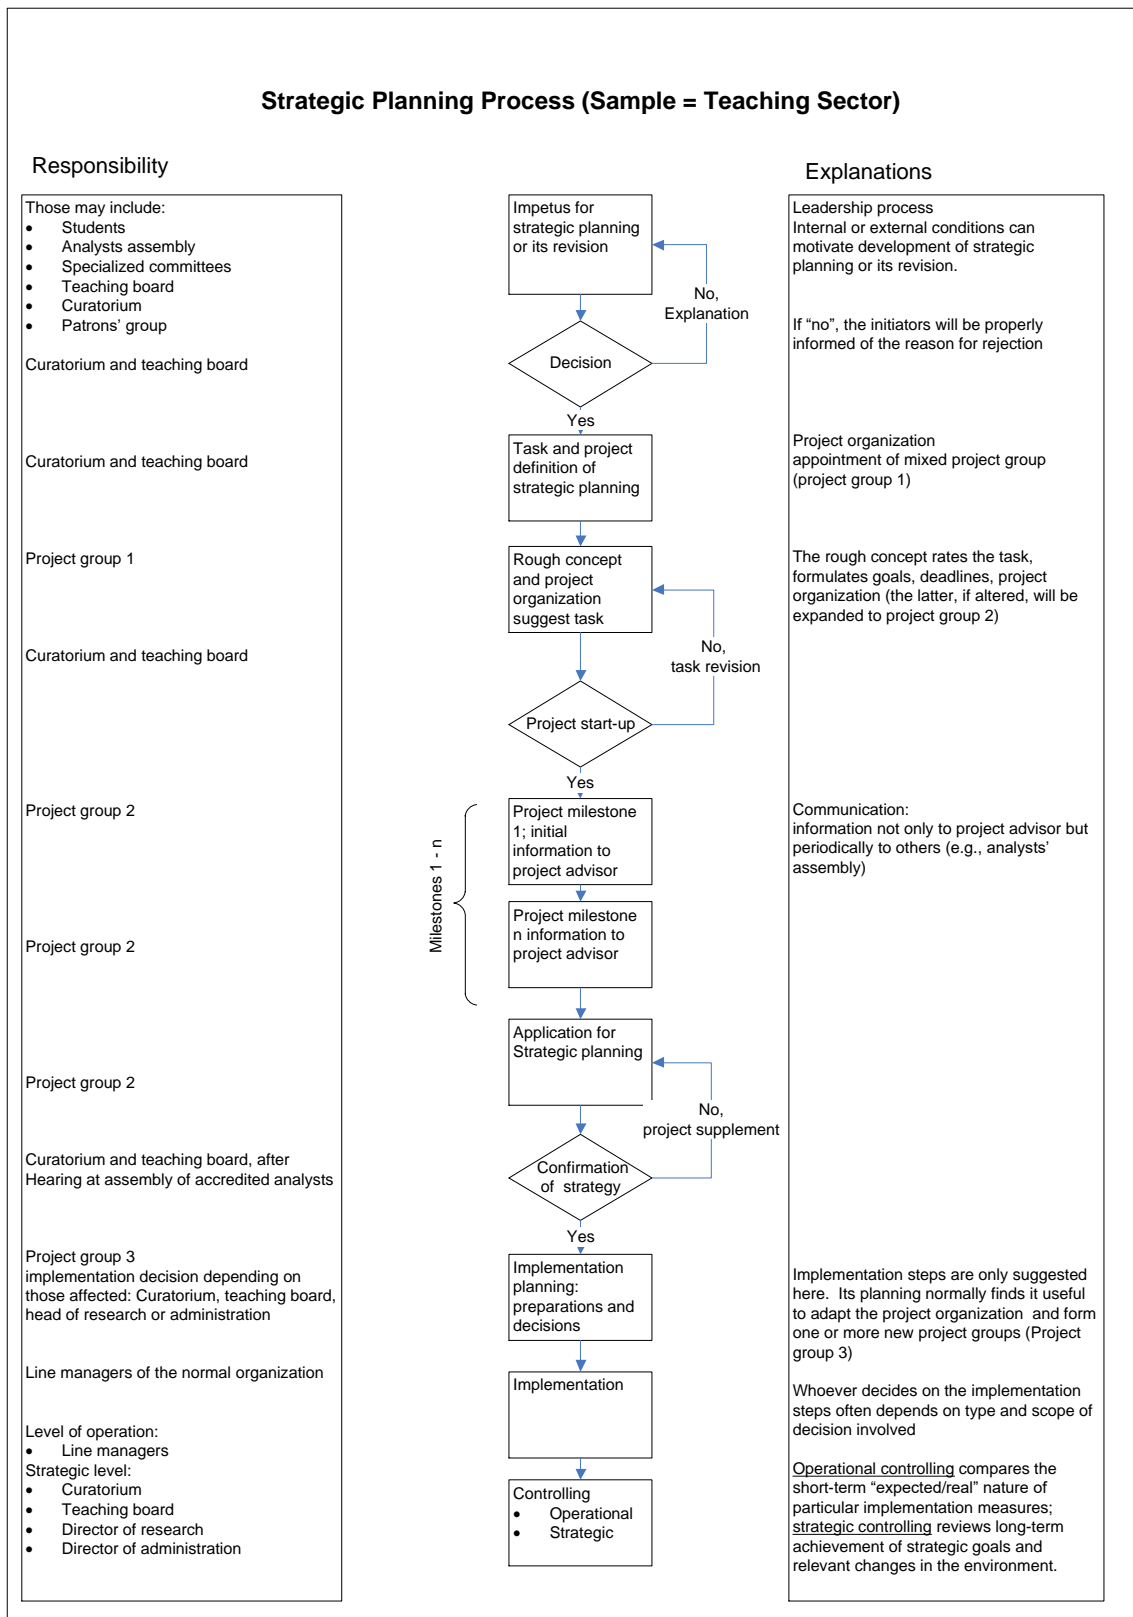 Strategic Planning Process (Sample = Teaching Sector)
Responsibility
Those may include:
• Students
• Analysts assembly
• Specialized committees
• Teaching board
• Curatorium
• Patrons' group
Curatorium and teaching board
Curatorium and teaching board
Project group 1
Curatorium and teaching board
Project group 2
Project group 2
Project group 2
Curatorium and teaching board, after
Hearing at assembly of accredited analysts
Project group 3
implementation decision depending on
those affected: Curatorium, teaching board,
head of research or administration
Line managers of the normal organization
Level of operation:
• Line managers
Strategic level:
• Curatorium
• Teaching board
• Director of research
• Director of administration
Impetus for
strategic planning
or its revision
No,
Explanation
Decision
Yes
Task and project
definition of
strategic planning
Rough concept
and project
organization
suggest task
No,
task revision
Project start-up
Yes
Milestones 1 - n
Project milestone
1; initial
information to
project advisor
Project milestone
n information to
project advisor
Application for
Strategic planning
No,
project supplement
Confirmation
of strategy
Yes
Implementation
planning:
preparations and
decisions
Implementation
Controlling
• Operational
• Strategic
Explanations
Leadership process
Internal or external conditions can
motivate development of strategic
planning or its revision.
If “no”, the initiators will be properly
informed of the reason for rejection
Project organization
appointment of mixed project group
(project group 1)
The rough concept rates the task,
formulates goals, deadlines, project
organization (the latter, if altered, will be
expanded to project group 2)
Communication:
information not only to project advisor but
periodically to others (e.g., analysts'
assembly)
Implementation steps are only suggested
here. Its planning normally finds it useful
to adapt the project organization and form
one or more new project groups (Project
group 3)
Whoever decides on the implementation
steps often depends on type and scope of
decision involved
Operational controlling compares the
short-term “expected/real” nature of
particular implementation measures;
strategic controlling reviews long-term
achievement of strategic goals and
relevant changes in the environment.